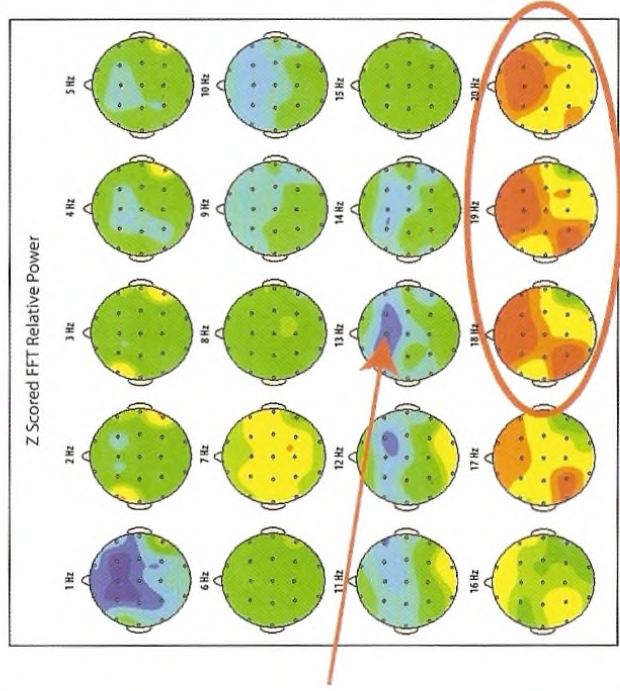 Z Scored FFT Relative Power
1 Hz 2 Hz 3 Hz 4 Hz 5 Hz
6 Hz 7 Hz 8 Hz 9 Hz 10 Hz
11 Hz 12 Hz 13 Hz 14 Hz 15 Hz
16 Hz 17 Hz 18 Hz 19 Hz 20 Hz